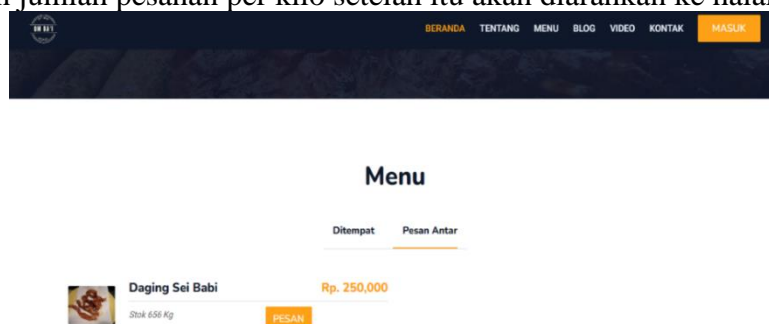 jumlah pesanan per kilo setelah itu akan diarahkan ke
BERANDA TENTANG MENU BLOG VIDEO KONTAK MASUK
Menu
Ditempat Pesan Antar
Daging Sei Babi Rp. 250,000
Stok 656 Kg PESAN